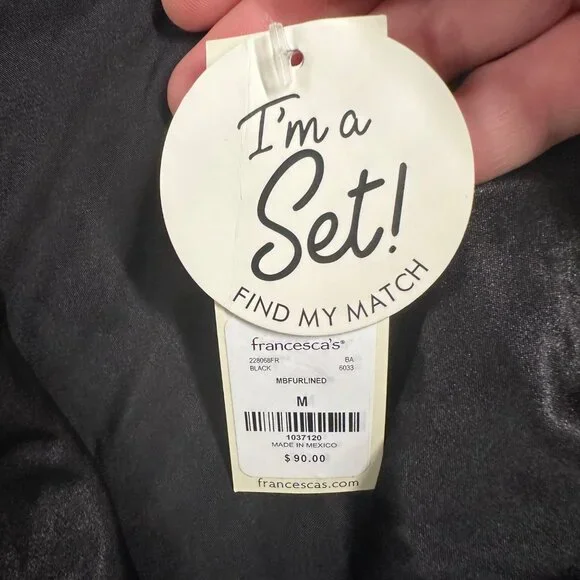 I'm a
Set!
FIND MY MATCH
francesca's®
228068FR BA
BLACK 6033
MBFURLINED
M
1037120
MADE IN MEXICO
$ 90.00
francescas.com